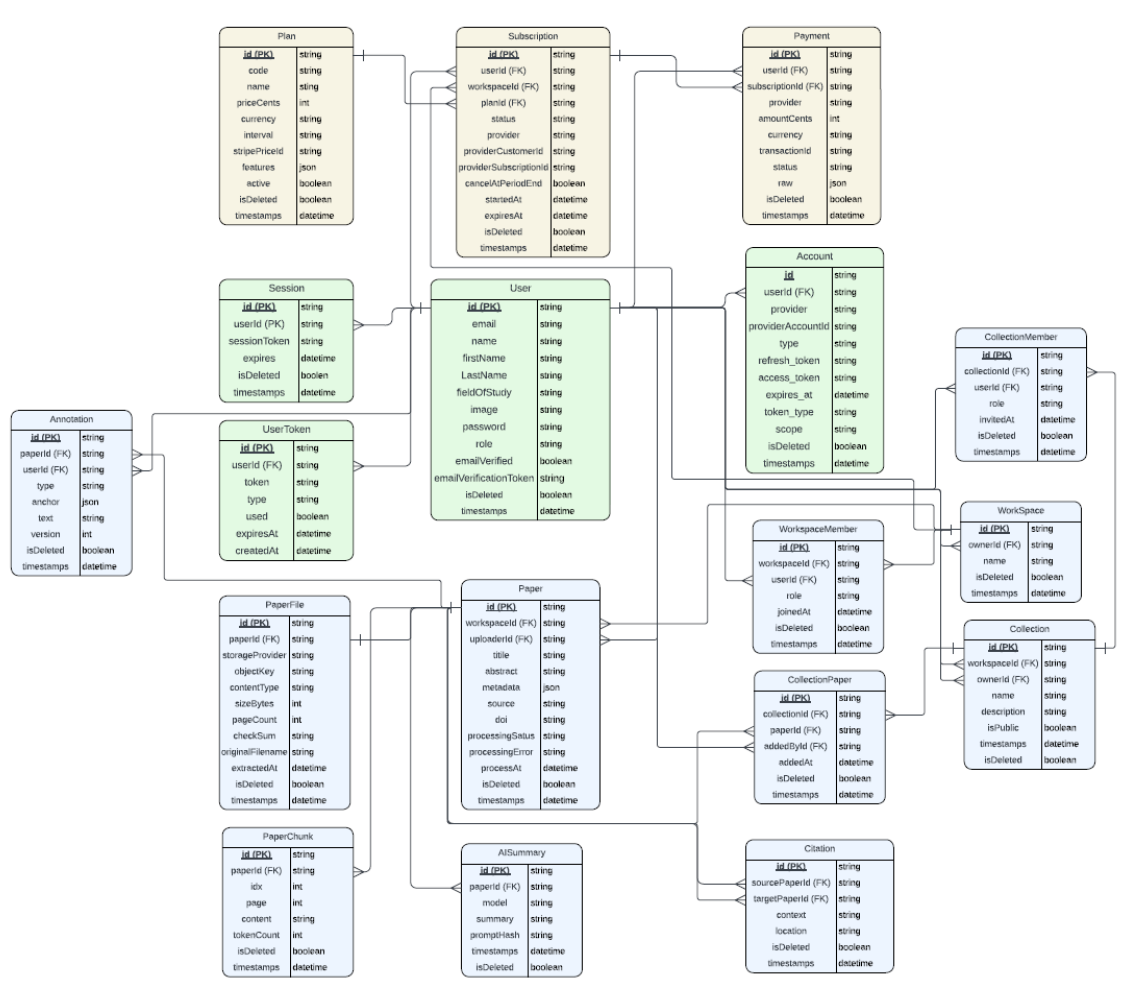 Plan
id (PK) string
code string
name sting
priceCents int
currency string
interval string
stripePriceId string
features json
active boolean
isDeleted boolean
timestamps datetime
Subscription
id (PK) string
userId (FK) string
workspaceId (FK) string
planId (FK) string
status string
provider string
providerCustomerId string
providerSubscriptionId string
cancelAtPeriodEnd boolean
startedAt datetime
expiresAt datetime
isDeleted boolean
timestamps datetime
Payment
id (PK) string
userId (FK) string
subscriptionId (FK) string
provider string
amountCents int
currency string
transactionId string
status string
raw json
isDeleted boolean
timestamps datetime
Session
id (PK) string
userId (PK) string
sessionToken string
expires datetime
isDeleted boolen
timestamps datetime
User
id (PK) string
email string
name string
firstName string
LastName string
fieldOfStudy string
image string
password string
role string
emailVerified boolean
emailVerificationToken string
isDeleted boolean
timestamps datetime
Account
id string
userId (FK) string
provider string
providerAccountId string
type string
refresh_token string
access_token string
expires_at datetime
token_type string
scope string
isDeleted boolean
timestamps datetime
CollectionMember
id (PK) string
collectionId (FK) string
userId (FK) string
role string
invitedAt datetime
isDeleted boolean
timestamps datetime
Annotation
id (PK) string
paperId (FK) string
userId (FK) string
type string
anchor json
text string
version int
isDeleted boolean
timestamps datetime
UserToken
id (PK) string
userId (FK) string
token string
type string
used boolean
expiresAt datetime
createdAt datetime
WorkSpace
id (PK) string
ownerId (FK) string
name string
isDeleted boolean
timestamps datetime
WorkspaceMember
id (PK) string
workspaceId (FK) string
userId (FK) string
role string
joinedAt datetime
isDeleted boolean
timestamps datetime
PaperFile
id (PK) string
paperId (FK) string
storageProvider string
objectKey string
contentType string
sizeBytes int
pageCount int
checkSum string
originalFilename string
extractedAt datetime
isDeleted boolean
timestamps datetime
Paper
id (PK) string
workspaceId (FK) string
uploaderId (FK) string
titile string
abstract string
metadata json
source string
doi string
processingSatus string
processingError string
processAt datetime
isDeleted boolean
timestamps datetime
Collection
id (PK) string
workspaceId (FK) string
ownerId (FK) string
name string
description string
isPublic boolean
timestamps datetime
isDeleted boolean
CollectionPaper
id (PK) string
collectionId (FK) string
paperId (FK) string
addedById (FK) string
addedAt datetime
isDeleted boolean
timestamps datetime
PaperChunk
id (PK) string
paperId (FK) string
idx int
page int
content string
tokenCount int
isDeleted boolean
timestamps datetime
AISummary
id (PK) string
paperId (FK) string
model string
summary string
promptHash string
timestamps datetime
isDeleted boolean
Citation
id (PK) string
sourcePaperId (FK) string
targetPaperId (FK) string
context string
location string
isDeleted boolean
timestamps datetime